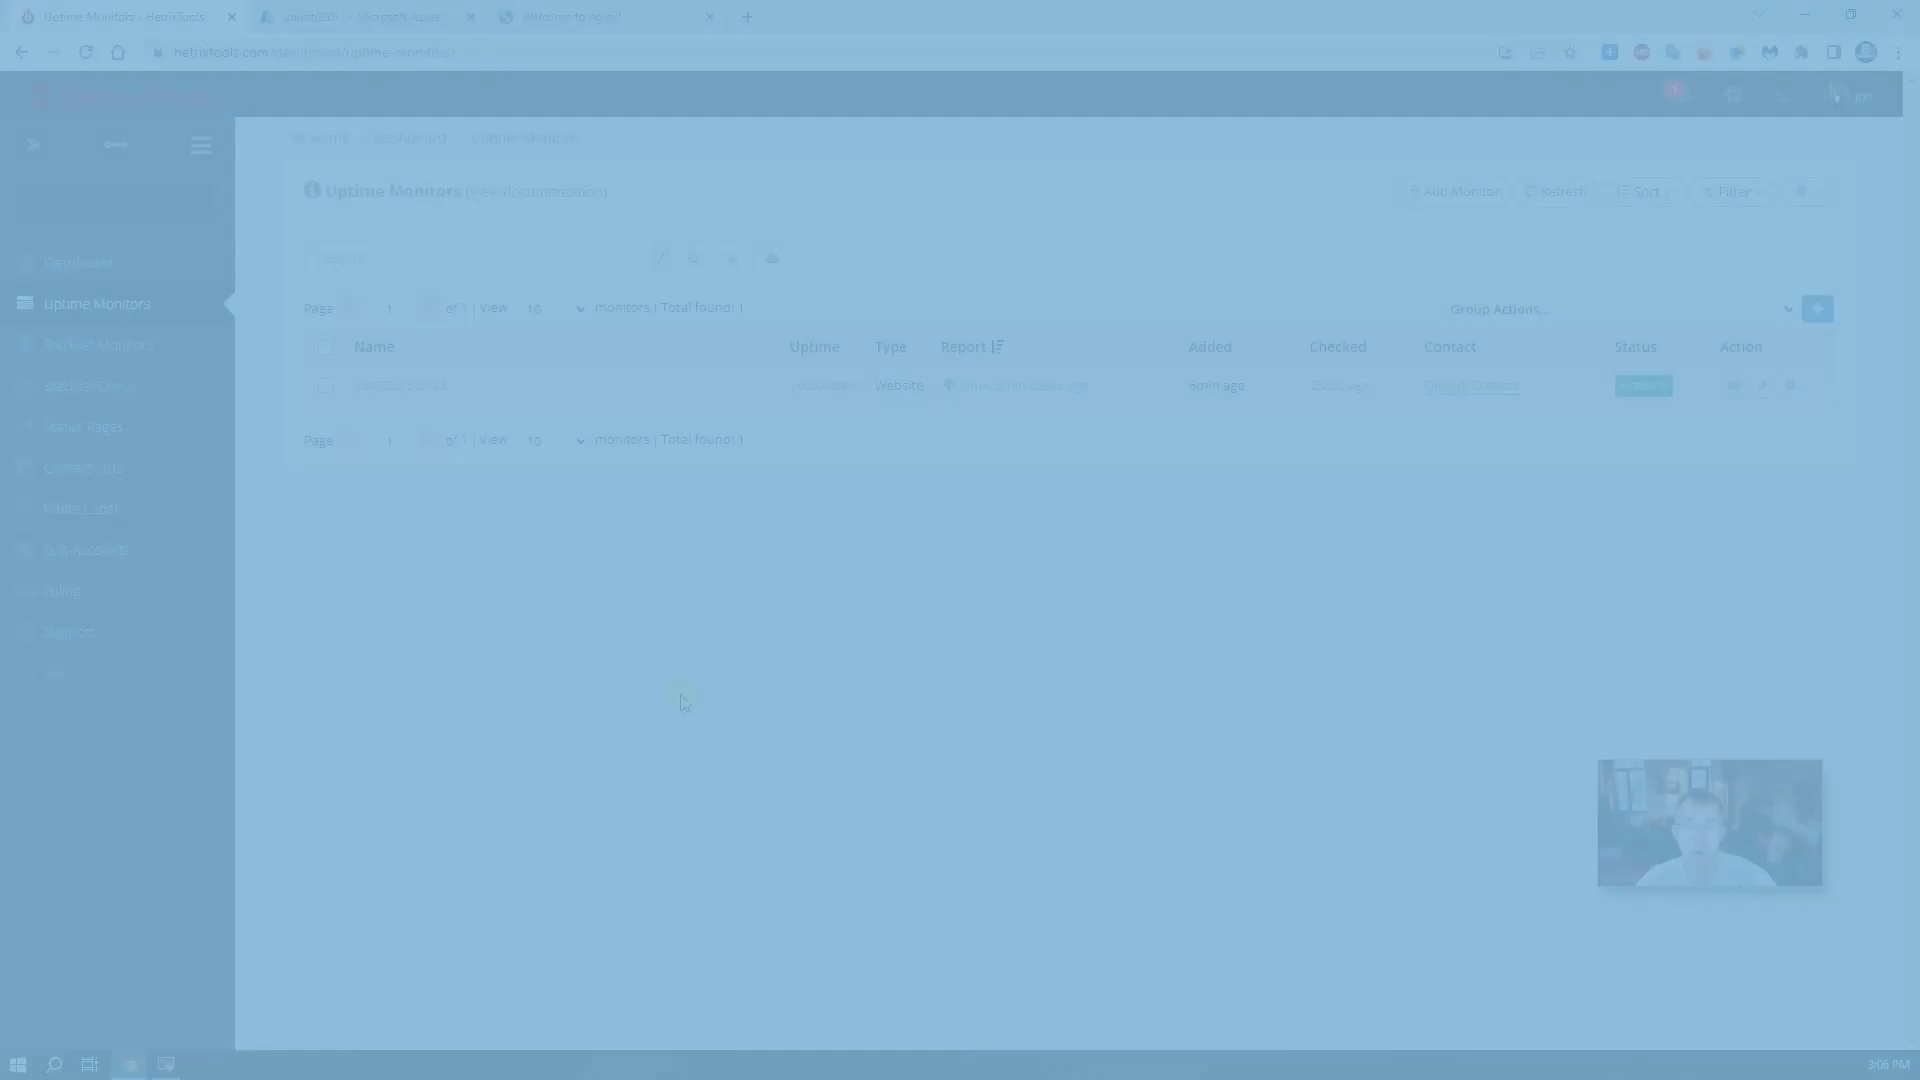 Uptime Monitors - HetrixTools
Microsoft Azure
Welcome to nginx!
hetrixtools.com/dashboard/uptime-monitors/
1
jon
Home Dashboard Uptime Monitors
Uptime Monitors (view documentation)
Add Monitor Refresh Sort Filter
Search
Dashboard
Uptime Monitors
Blacklist Monitors
Blacklist Check
Status Pages
Contact Lists
White Label
Sub-Accounts
Billing
Support
API
Page 1 of 1 | View 10 monitors | Total found: 1
Group Actions...
Name Uptime Type Report Added Checked Contact Status Action
Website 6min ago
Page 1 of 1 | View 10 monitors | Total found: 1
3:06 PM